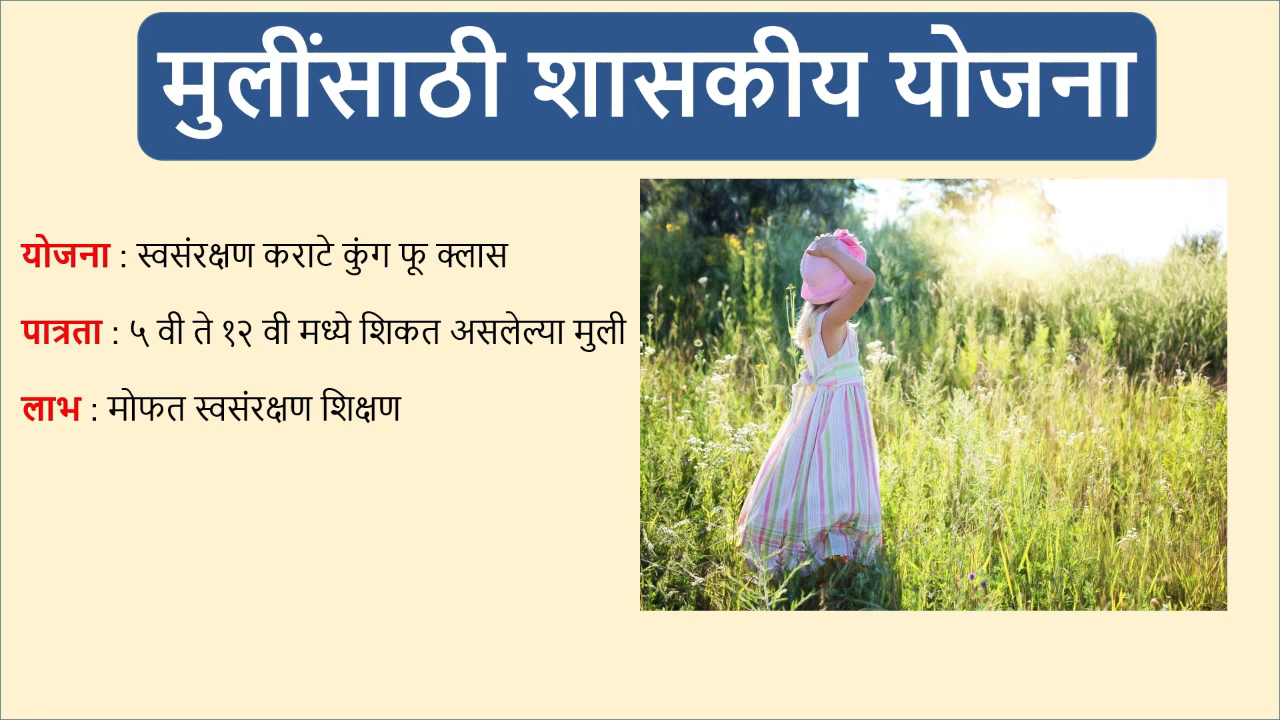 मुलींसाठी शासकीय योजना
योजना : स्वसंरक्षण कराटे कुंग फू क्लास
पात्रता : ५ वी ते १२ वी मध्ये शिकत असलेल्या मुली
लाभ : मोफत स्वसंरक्षण शिक्षण